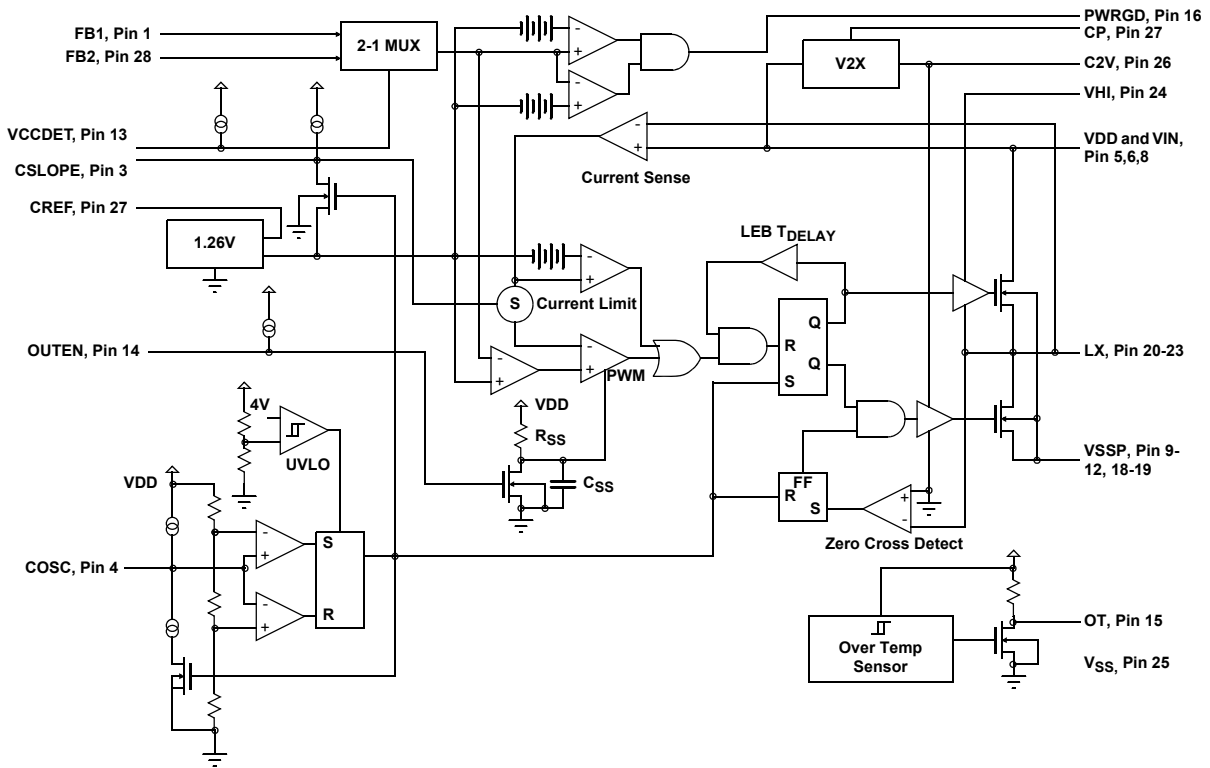 FB1, Pin 1
FB2, Pin 28
2-1 MUX
VCCDET, Pin 13
CSLOPE, Pin 3
CREF, Pin 27
1.26V
OUTEN, Pin 14
4V
UVLO
VDD
COSC, Pin 4
-
+
-
+
S
R
-
+
-
+
-
+
Current Sense
-
+
Current Limit
S
-
+
-
+
PWM
VDD
RSS
CSS
LEB TDELAY
R
S
Q
Q
FF
R
S
+
-
Zero Cross Detect
V2X
PWRGD, Pin 16
CP, Pin 27
C2V, Pin 26
VHI, Pin 24
VDD and VIN,
Pin 5,6,8
LX, Pin 20-23
VSSP, Pin 9-
12, 18-19
Over Temp
Sensor
OT, Pin 15
VSS, Pin 25